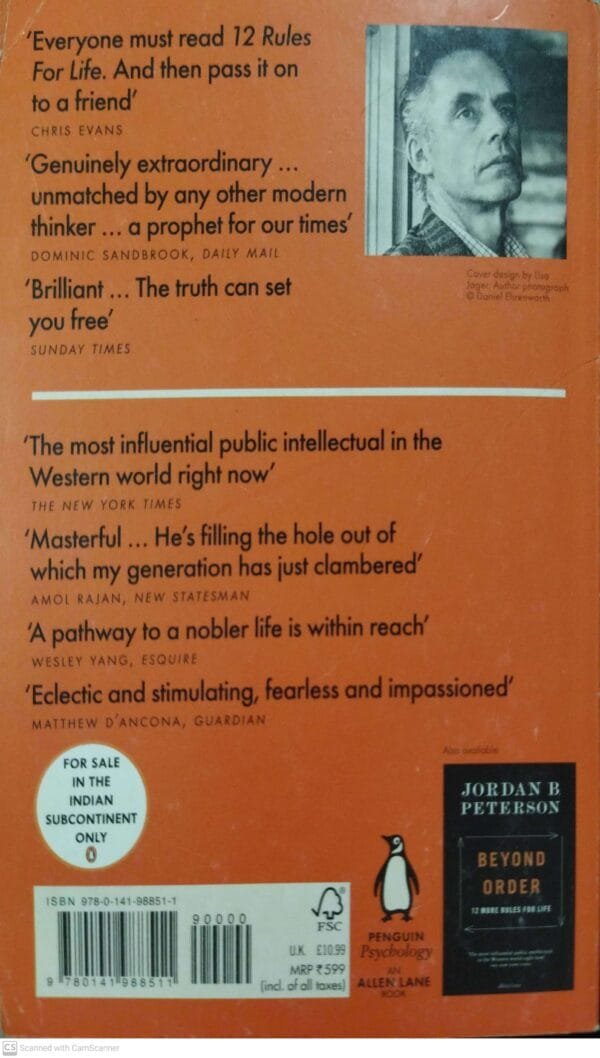 ‘Everyone must read 12 Rules
For Life. And then pass it on
to a friend’
CHRIS EVANS
‘Genuinely extraordinary ...
unmatched by any other modern
thinker ... a prophet for our times’
DOMINIC SANDBROOK, DAILY MAIL
‘Brilliant ... The truth can set
you free’
SUNDAY TIMES
Cover design by Lisa
Jager. Author photograph
© Daniel Ehrenworth
‘The most influential public intellectual in the
Western world right now’
THE NEW YORK TIMES
‘Masterful ... He’s filling the hole out of
which my generation has just clambered’
AMOL RAJAN, NEW STATESMAN
‘A pathway to a nobler life is within reach’
WESLEY YANG, ESQUIRE
‘Eclectic and stimulating, fearless and impassioned’
MATTHEW D’ANCONA, GUARDIAN
FOR SALE
IN THE
INDIAN
SUBCONTINENT
ONLY
Also available
JORDAN B
PETERSON
BEYOND
ORDER
12 MORE RULES FOR LIFE
ISBN 978-0-141-98851-1
90000
9 780141 988511
®
FSC
U.K. £10.99
MRP ₹599
(incl. of all taxes)
PENGUIN
Psychology
AN
ALLEN LANE
BOOK
CS Scanned with CamScanner